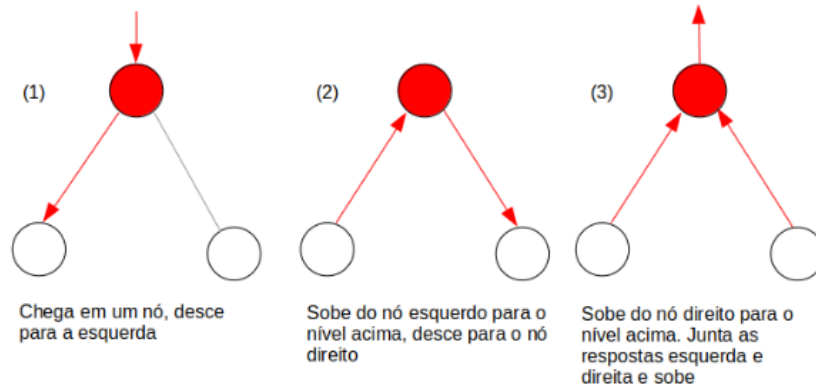 (1)
(2)
(3)
Chega em um nó, desce
para a esquerda
Sobe do nó esquerdo para o
nível acima, desce para o nó
direito
Sobe do nó direito para o
nível acima. Junta as
respostas esquerda e
direita e sobe